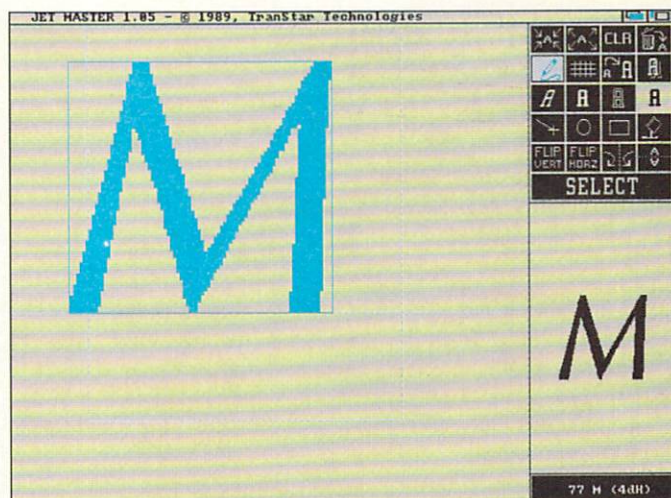 JET MASTER 1.05 - © 1989, TranStar Technologies
CLR
FLIP VERT FLIP HORZ
SELECT
M
M
77 M (4dH)